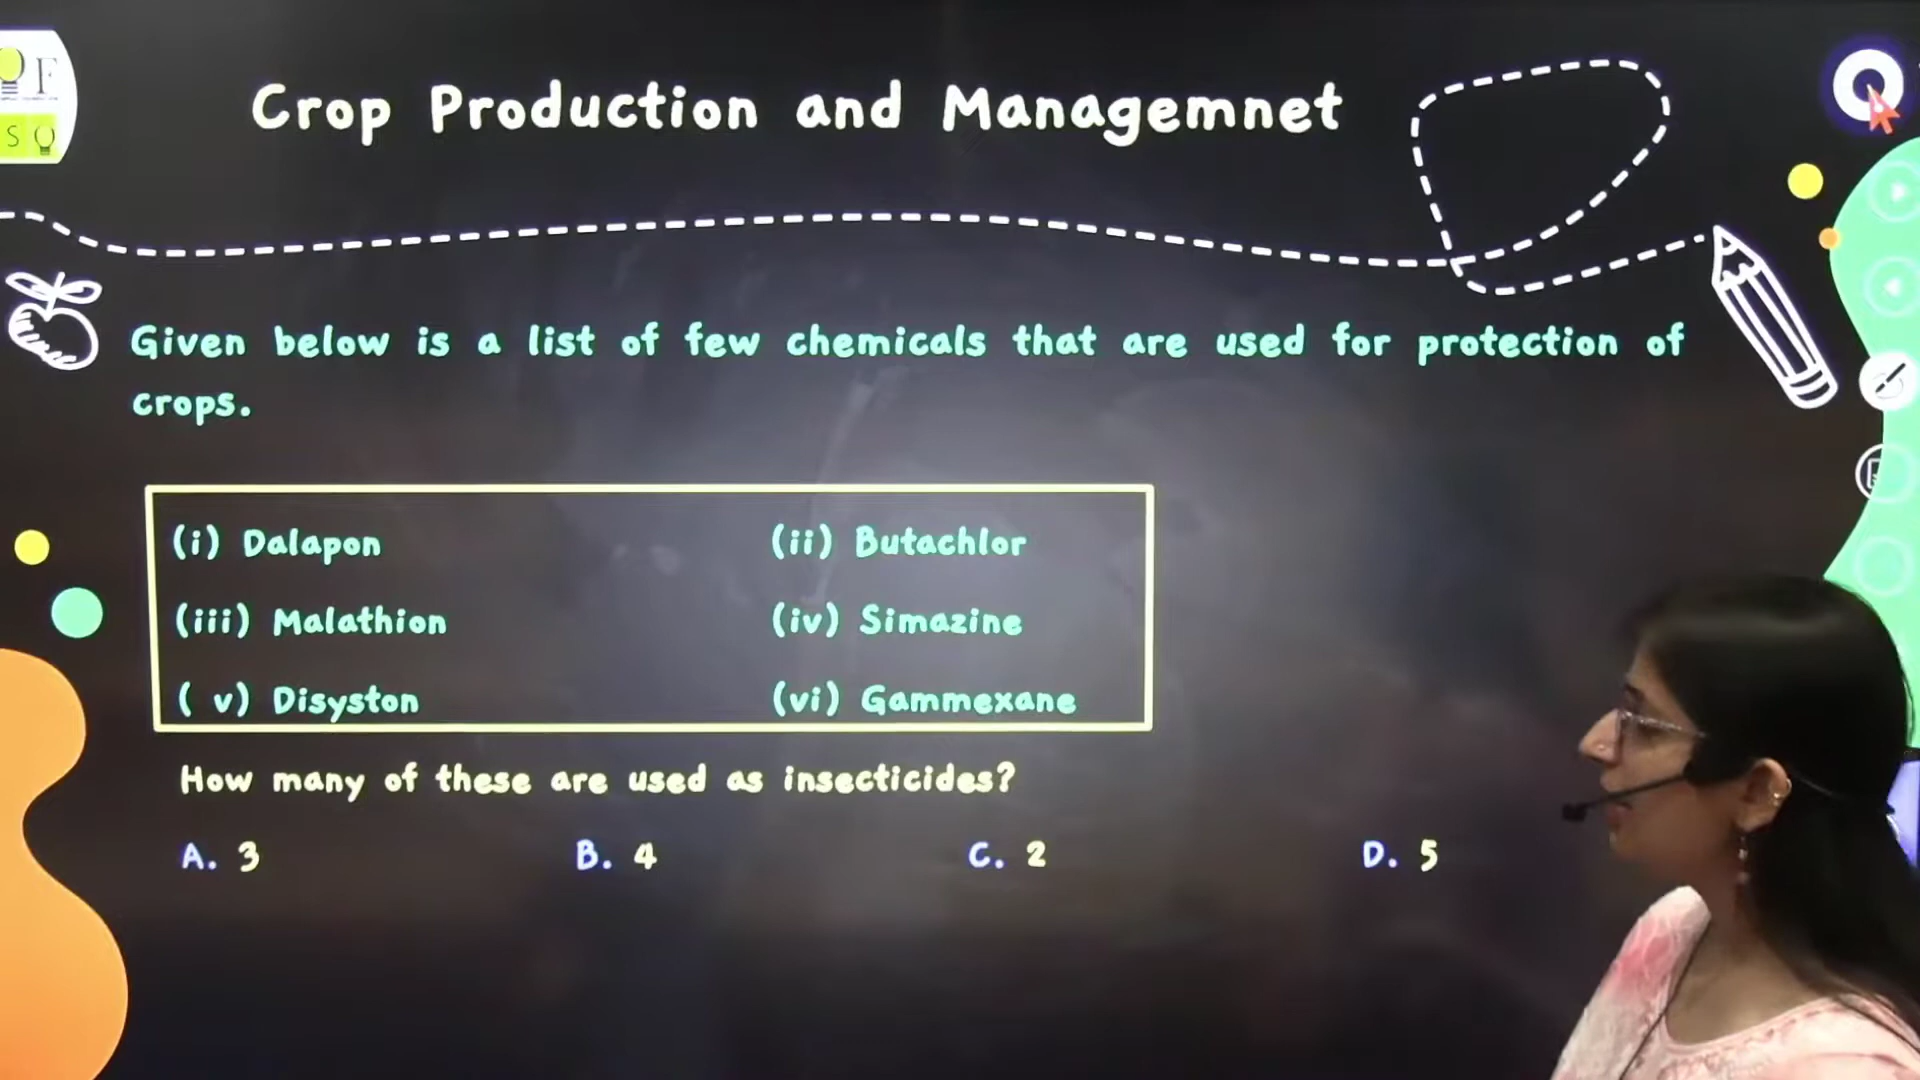 F
S O
Crop Production and Managemnet
Given below is a list of few chemicals that are used for protection of
crops.
(i) Dalapon (ii) Butachlor
(iii) Malathion (iv) Simazine
( v) Disyston (vi) Gammexane
How many of these are used as insecticides?
A. 3 B. 4 C. 2 D. 5